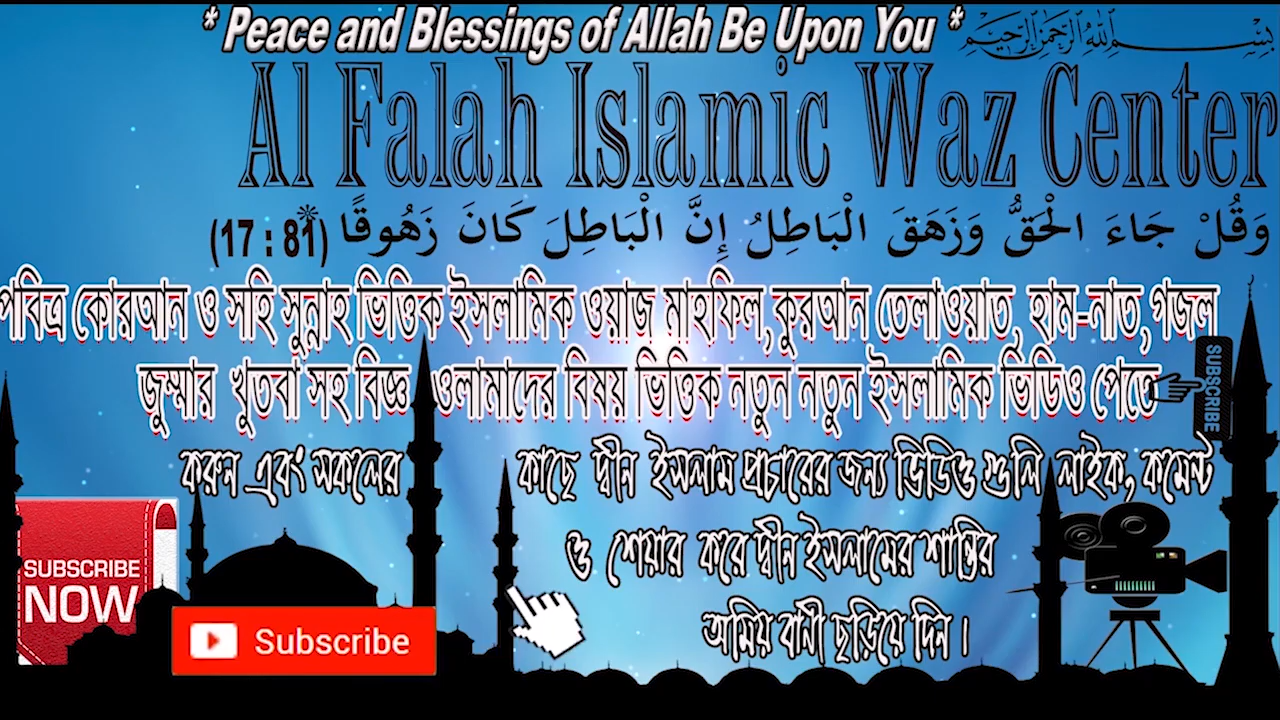 * Peace and Blessings of Allah Be Upon You *
بِسْمِ اللهِ الرَّحْمٰنِ الرَّحِيْمِ
Al Falah Islamic Waz Center
وَقُلْ جَاءَ الْحَقُّ وَزَهَقَ الْبَاطِلُ إِنَّ الْبَاطِلَ كَانَ زَهُوقًا (17 : 81)
পবিত্র কোরআন ও সহি সুন্নাহ ভিত্তিক ইসলামিক ওয়াজ মাহফিল,কুরআন তেলাওয়াত, হাম-নাত,গজল
জুম্মার খুতবা সহ বিজ্ঞ ওলামাদের বিষয় ভিত্তিক নতুন নতুন ইসলামিক ভিডিও পেতে
SUBSCRIBE
করুন এবং সকলের কাছে দ্বীন ইসলাম প্রচারের জন্য ভিডিও গুলি লাইক, কমেন্ট
ও শেয়ার করে দ্বীন ইসলামের শান্তির
অমিয় বানী ছড়িয়ে দিন।
SUBSCRIBE
NOW
Subscribe